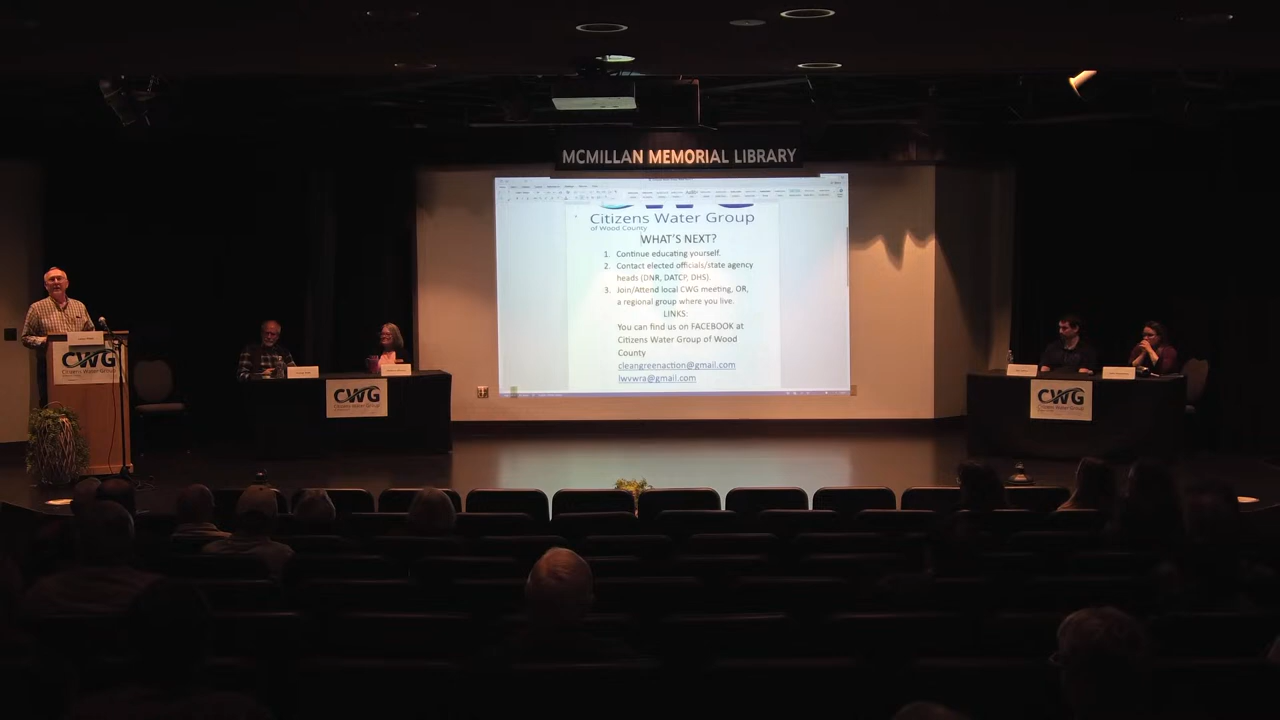 MCMILLAN MEMORIAL LIBRARY
Citizens Water Group
of Wood County
WHAT'S NEXT?
1. Continue educating yourself.
2. Contact elected officials/state agency
heads (DNR, DATCP, DHS).
3. Join/Attend local CWG meeting, OR,
a regional group where you live.
LINKS:
You can find us on FACEBOOK at
Citizens Water Group of Wood
County
cleangreenaction@gmail.com
lwvwra@gmail.com
CWG
Citizens Water Group
CWG
Citizens Water Group
CWG
Citizens Water Group